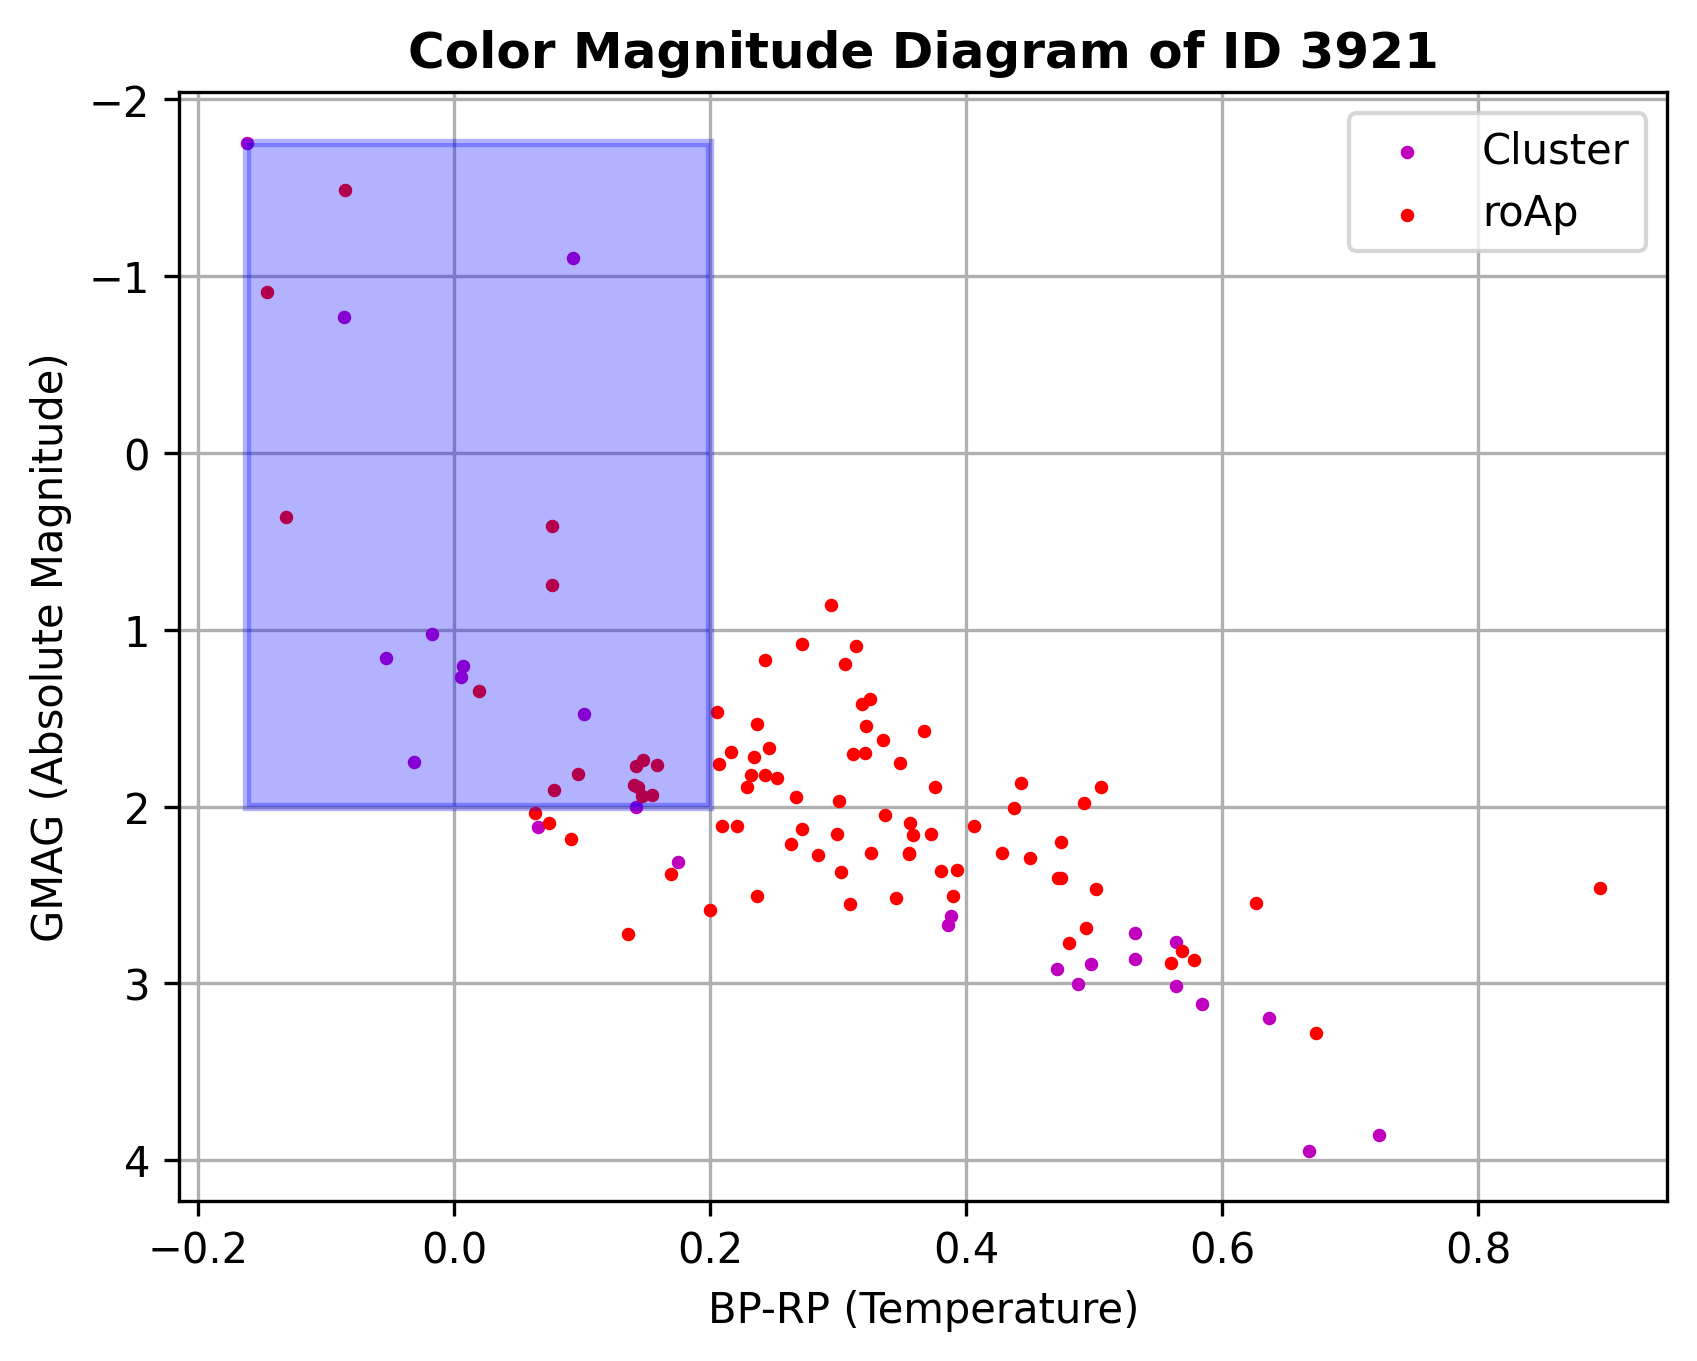 Color Magnitude Diagram of ID 3921
Cluster
roAp
−2
−1
0
1
2
3
4
GMAG (Absolute Magnitude)
−0.2 0.0 0.2 0.4 0.6 0.8
BP-RP (Temperature)